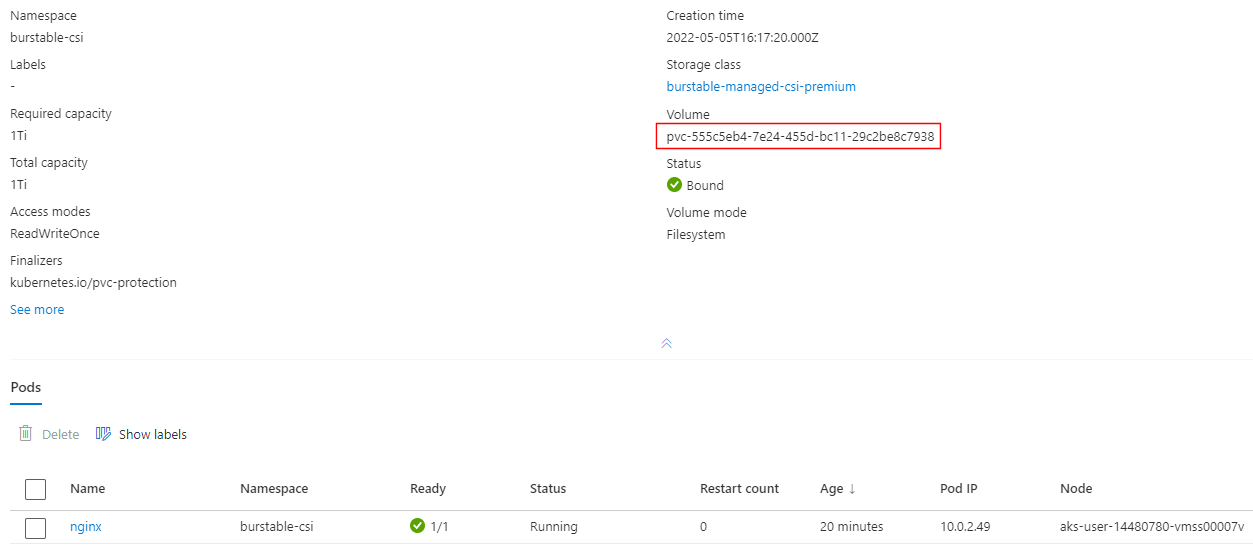 Namespace
burstable-csi
Labels
-
Required capacity
1Ti
Total capacity
1Ti
Access modes
ReadWriteOnce
Finalizers
kubernetes.io/pvc-protection
See more
Creation time
2022-05-05T16:17:20.000Z
Storage class
burstable-managed-csi-premium
Volume
pvc-555c5eb4-7e24-455d-bc11-29c2be8c7938
Status
Bound
Volume mode
Filesystem
Pods
Delete Show labels
Name Namespace Ready Status Restart count Age ↓ Pod IP Node
nginx burstable-csi 1/1 Running 0 20 minutes 10.0.2.49 aks-user-14480780-vmss00007v